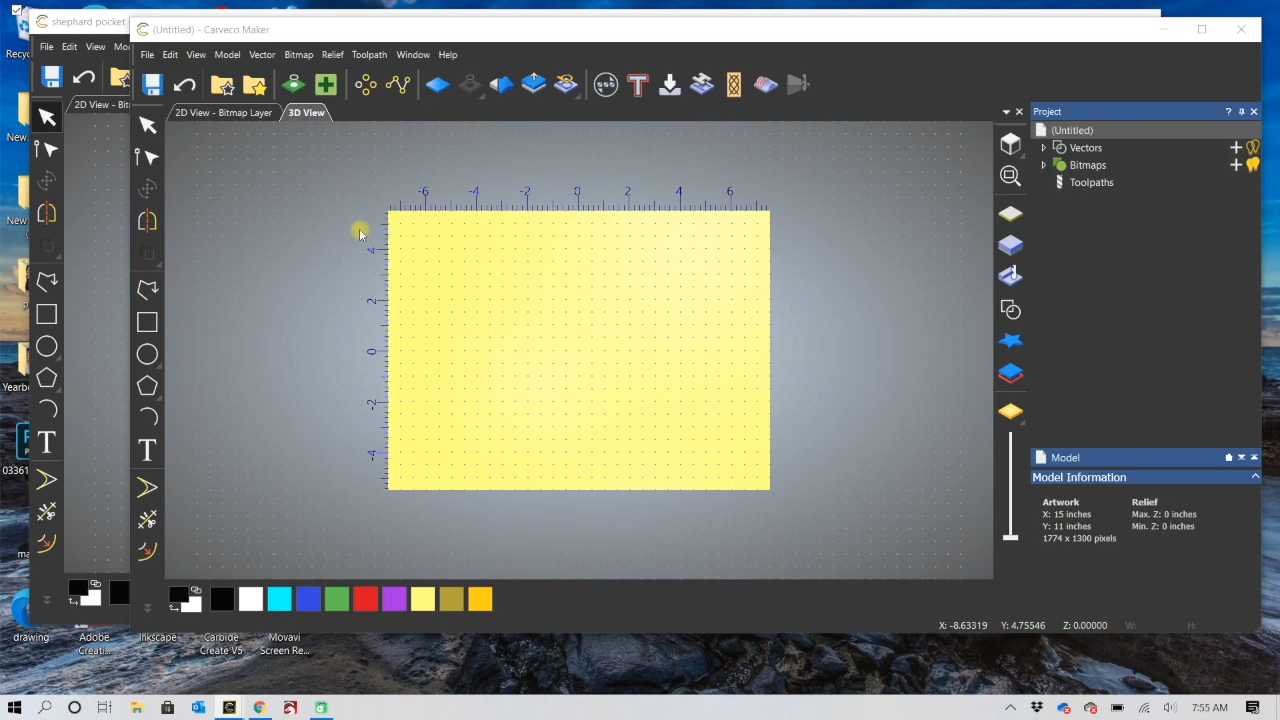 shephard pocket
File Edit View
2D View - Bit
(Untitled) - Carveco Maker
File Edit View Model Vector Bitmap Relief Toolpath Window Help
2D View - Bitmap Layer 3D View
-6 -4 -2 0 2 4 6
4
2
0
-2
-4
Project
(Untitled)
Vectors
Bitmaps
Toolpaths
Model
Model Information
Artwork Relief
X: 15 inches Max. Z: 0 inches
Y: 11 inches Min. Z: 0 inches
1774 x 1300 pixels
X: -8.63319 Y: 4.75546 Z: 0.00000 W: H:
Recyc
New
New
Yearbo
03361
ma
drawing
Adobe
Creati...
Inkscape
Carbide
Create V5
Movavi
Screen Re...
7:55 AM